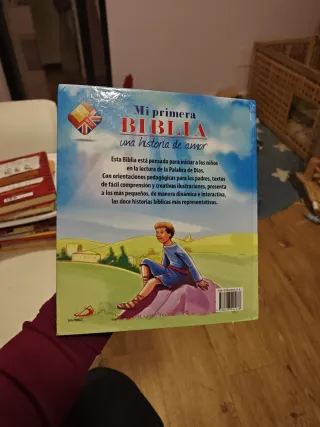 Mi primera
BIBLIA
una historia de amor
Esta Biblia está pensada para iniciar a los niños
en la lectura de la Palabra de Dios.
Con orientaciones pedagógicas para los padres, textos
de fácil comprensión y creativas ilustraciones, presenta
a los más pequeños, de manera dinámica e interactiva,
las doce historias bíblicas más representativas.
SAN PABLO